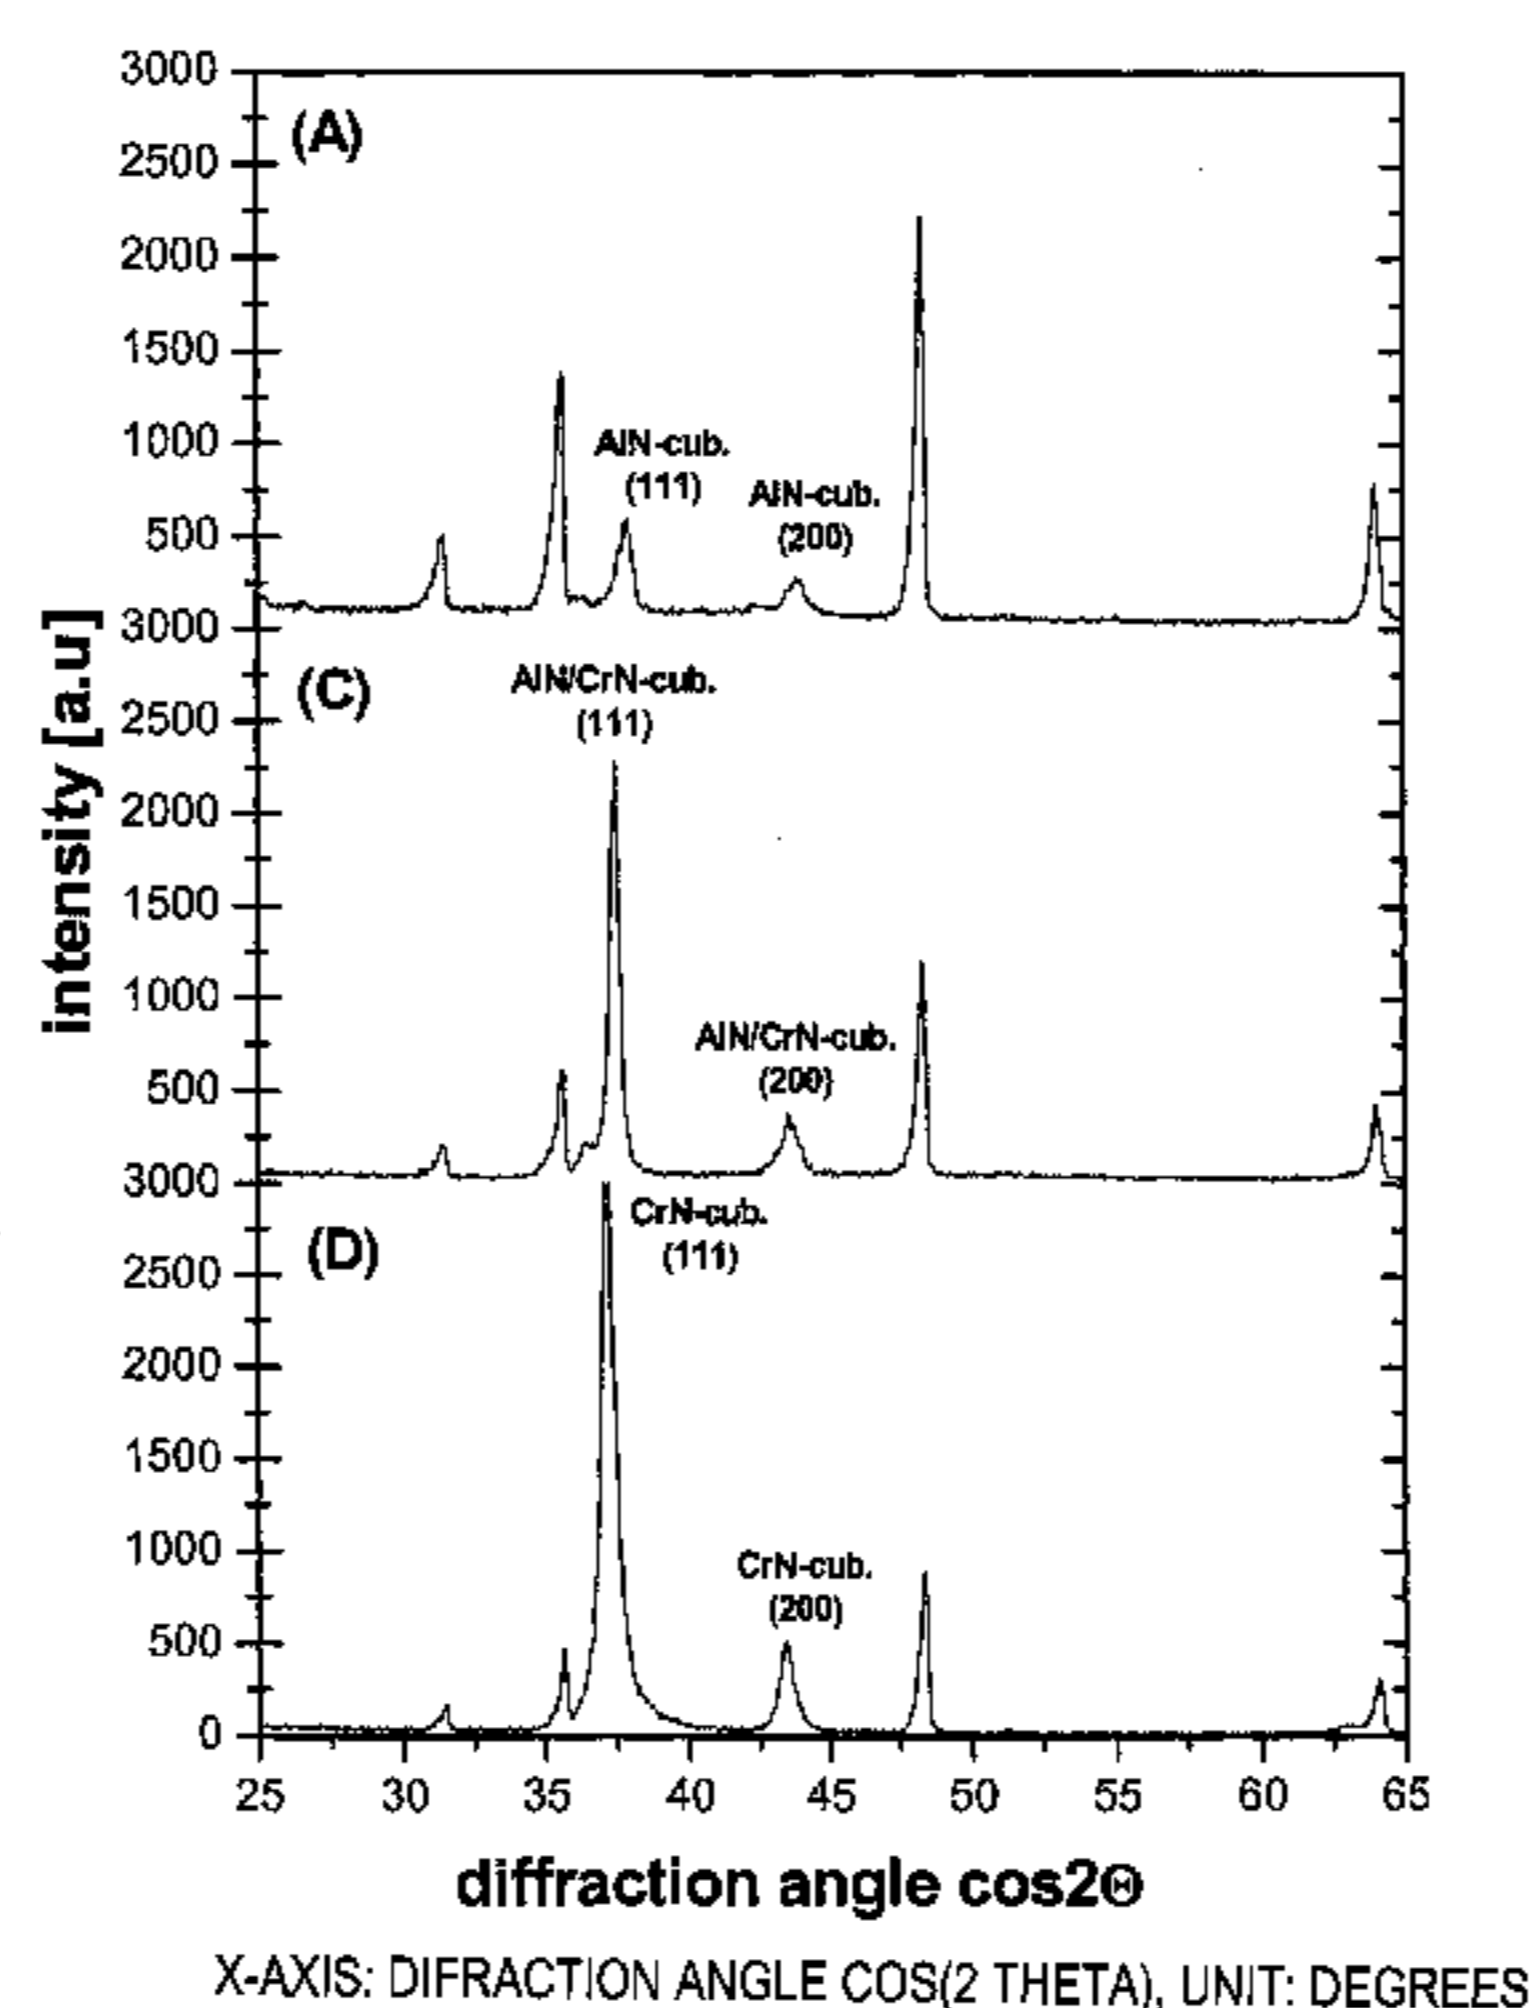 3000
(A)
2500
2000
1500
1000
AlN-cub.
(111)
AlN-cub.
(200)
500
3000
(C)
AlN/CrN-cub.
(111)
2500
2000
1500
1000
AlN/CrN-cub.
(200)
500
3000
CrN-cub.
(111)
(D)
2500
2000
1500
1000
CrN-cub.
(200)
500
0
intensity [a.u]
25 30 35 40 45 50 55 60 65
diffraction angle cos2Θ
X-AXIS: DIFRACTION ANGLE COS(2 THETA), UNIT: DEGREES